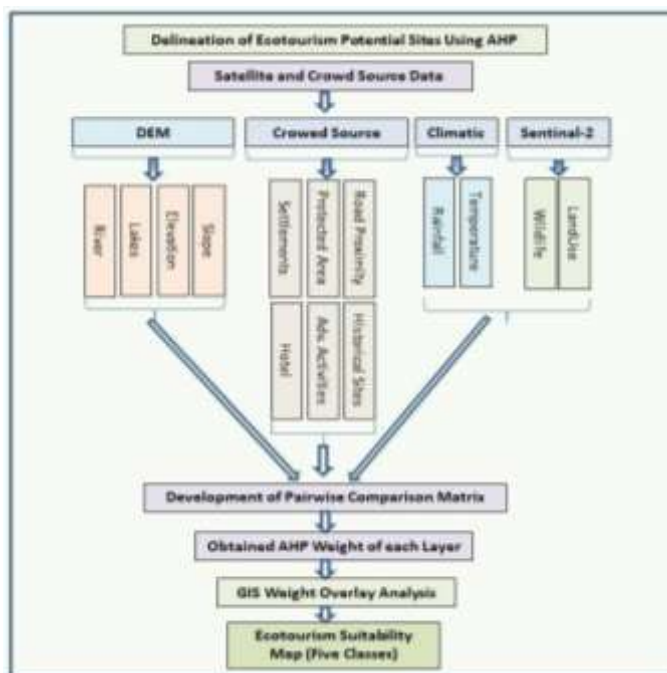 Delineation of Ecotourism Potential Sites Using AHP
Satellite and Crowd Source Data
DEM
Crowed Source
Climatic
Sentinal-2
River
Lakes
Elevation
Slope
Settlements
Protected Area
Road Proximity
Hotel
Adv. Activities
Historical Sites
Rainfall
Temperature
Wildlife
LandUse
Development of Pairwise Comparison Matrix
Obtained AHP Weight of each Layer
GIS Weight Overlay Analysis
Ecotourism Suitability
Map (Five Classes)